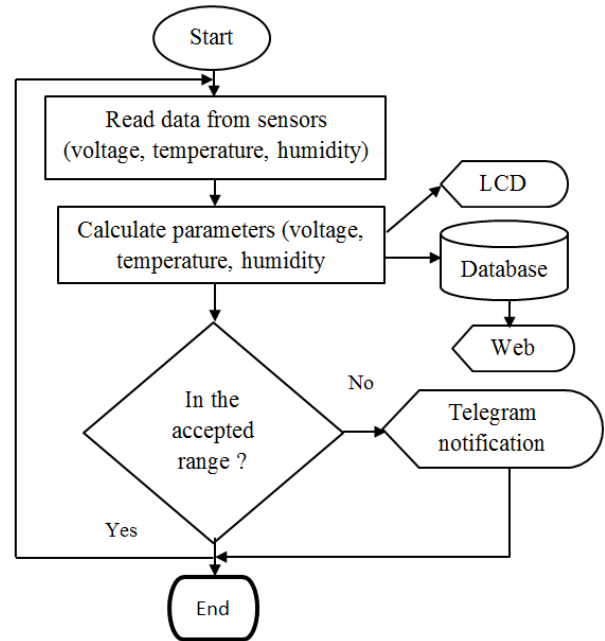 Start
Read data from sensors
(voltage, temperature, humidity)
LCD
Calculate parameters (voltage,
temperature, humidity
Database
Web
No
In the
accepted
range ?
Telegram
notification
Yes
End